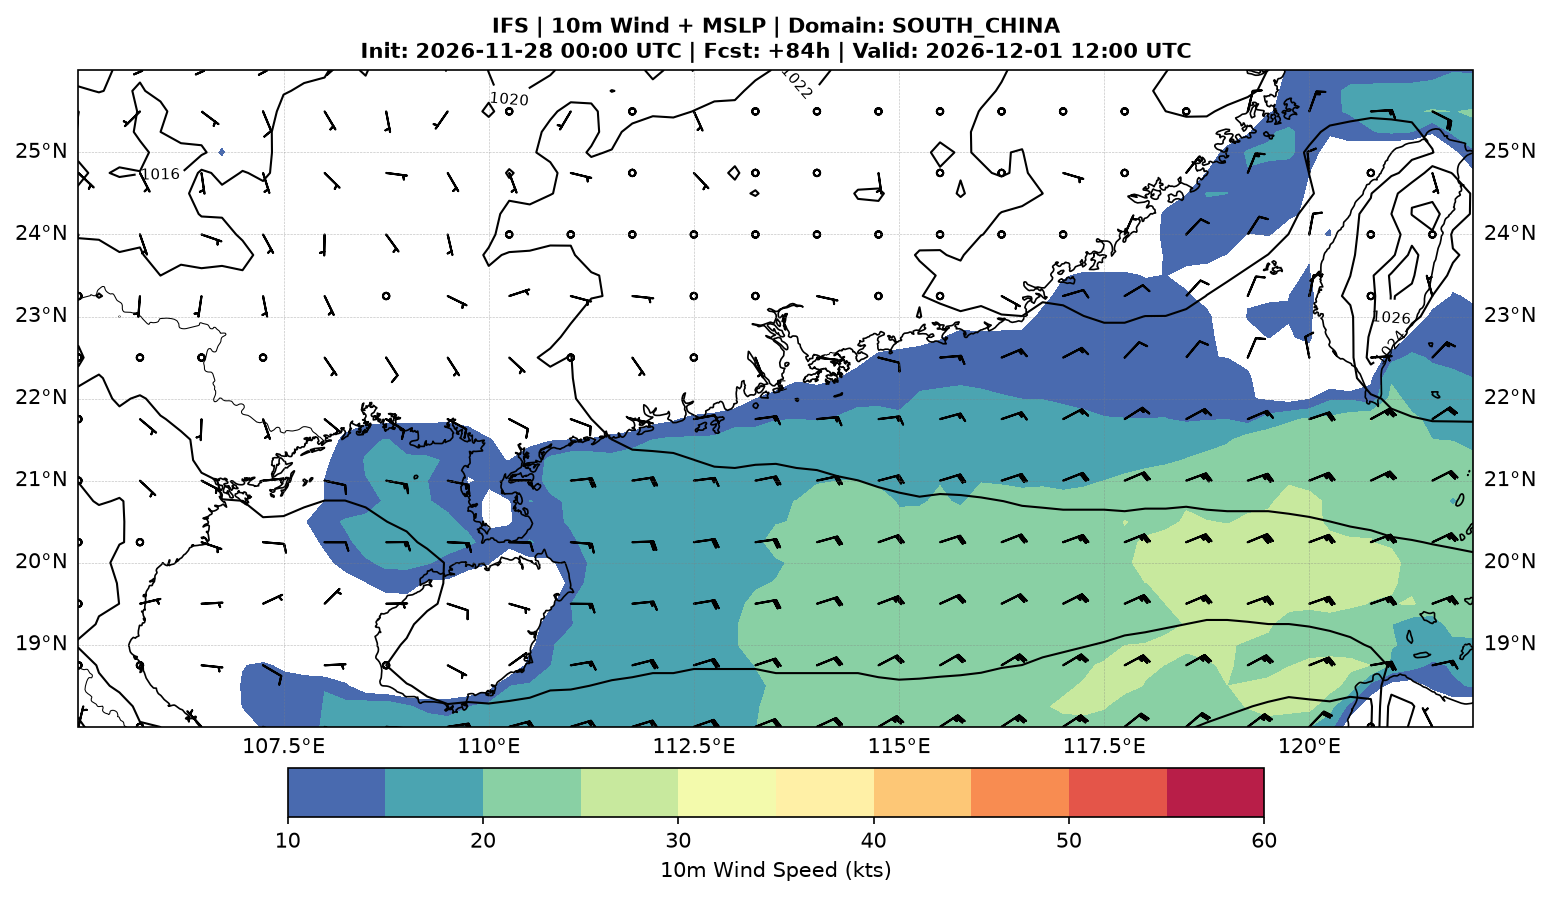 IFS | 10m Wind + MSLP | Domain: SOUTH_CHINA
Init: 2026-11-28 00:00 UTC | Fcst: +84h | Valid: 2026-12-01 12:00 UTC
1020
1022
1016
1026
1024
25°N
24°N
23°N
22°N
21°N
20°N
19°N
25°N
24°N
23°N
22°N
21°N
20°N
19°N
107.5°E 110°E 112.5°E 115°E 117.5°E 120°E
10 20 30 40 50 60
10m Wind Speed (kts)